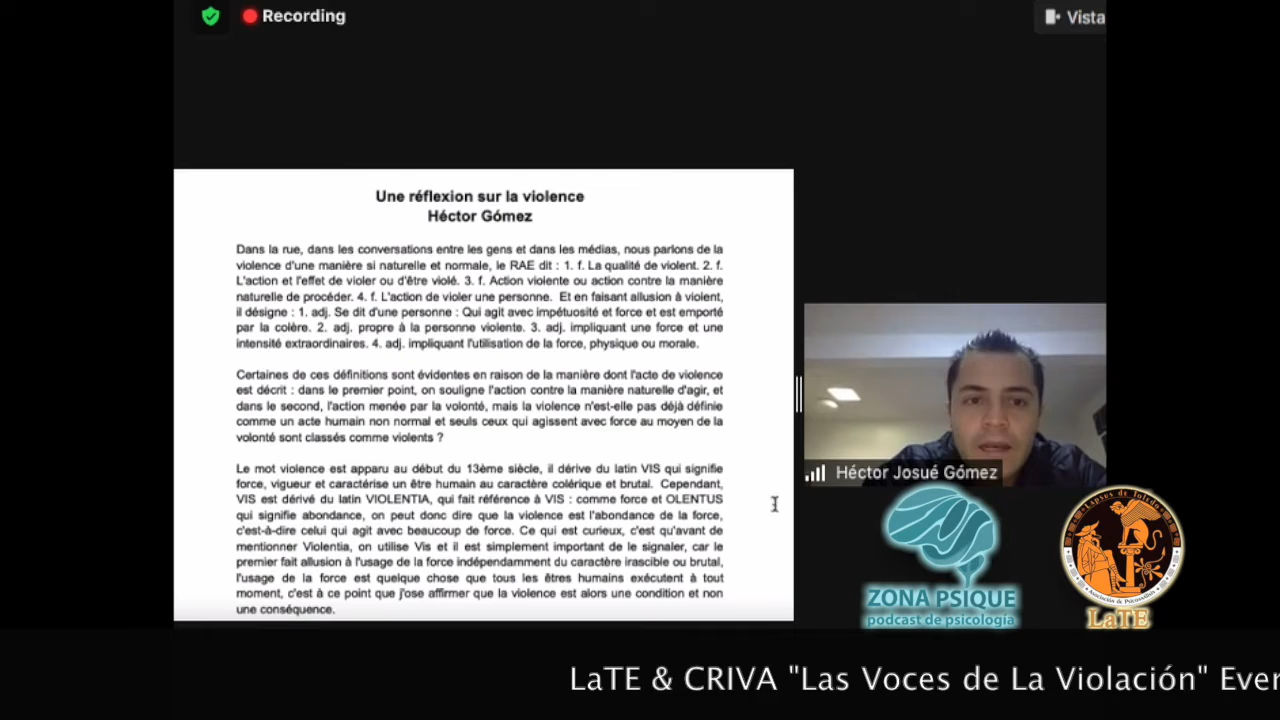 Recording
Vista
Une réflexion sur la violence
Héctor Gómez
Dans la rue, dans les conversations entre les gens et dans les médias, nous parlons de la
violence d'une manière si naturelle et normale, le RAE dit : 1. f. La qualité de violent. 2. f.
L'action et l'effet de violer ou d'être violé. 3. f. Action violente ou action contre la manière
naturelle de procéder. 4. f. L'action de violer une personne. Et en faisant allusion à violent,
il désigne : 1. adj. Se dit d'une personne : Qui agit avec impétuosité et force et est emporté
par la colère. 2. adj. propre à la personne violente. 3. adj. impliquant une force et une
intensité extraordinaires. 4. adj. impliquant l'utilisation de la force, physique ou morale.
Certaines de ces définitions sont évidentes en raison de la manière dont l'acte de violence
est décrit : dans le premier point, on souligne l'action contre la manière naturelle d'agir, et
dans le second, l'action menée par la volonté, mais la violence n'est-elle pas déjà définie
comme un acte humain non normal et seuls ceux qui agissent avec force au moyen de la
volonté sont classés comme violents ?
Le mot violence est apparu au début du 13ème siècle, il dérive du latin VIS qui signifie
force, vigueur et caractérise un être humain au caractère colérique et brutal. Cependant,
VIS est dérivé du latin VIOLENTIA, qui fait référence à VIS : comme force et OLENTUS
qui signifie abondance, on peut donc dire que la violence est l'abondance de la force,
c'est-à-dire celui qui agit avec beaucoup de force. Ce qui est curieux, c'est qu'avant de
mentionner Violentia, on utilise Vis et il est simplement important de le signaler, car le
premier fait allusion à l'usage de la force indépendamment du caractère irascible ou brutal,
l'usage de la force est quelque chose que tous les êtres humains exécutent à tout
moment, c'est à ce point que j'ose affirmer que la violence est alors une condition et non
une conséquence.
Héctor Josué Gómez
ZONA PSIQUE
podcast de psicología
Lapsus de Toledo
Asociación de Psicoanálisis
LaTE
LaTE & CRIVA "Las Voces de La Violación" Even